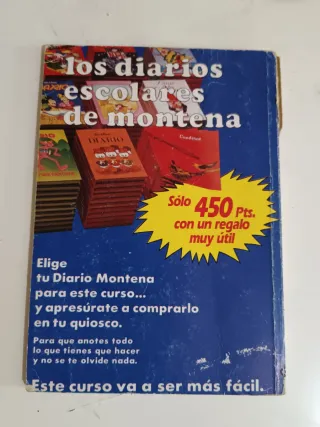 los diarios
escolares
de montena
DIARIO
Sólo 450 Pts.
con un regalo
muy útil
Elige
tu Diario Montena
para este curso...
y apresúrate a comprarlo
en tu quiosco.
Para que anotes todo
lo que tienes que hacer
y no se te olvide nada.
Este curso va a ser más fácil.